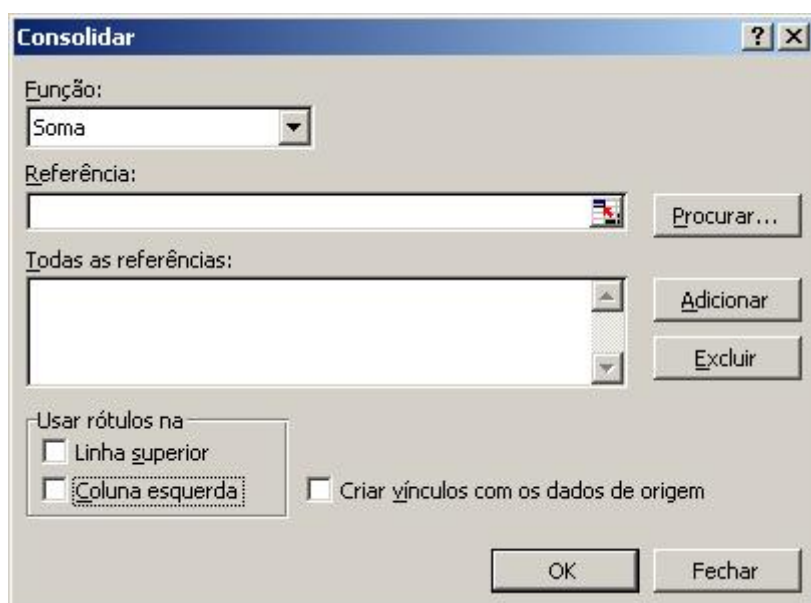 Consolidar
Função:
Soma
Referência:
Procurar...
Todas as referências:
Adicionar
Excluir
Usar rótulos na
Linha superior
Coluna esquerda
Criar vínculos com os dados de origem
OK
Fechar